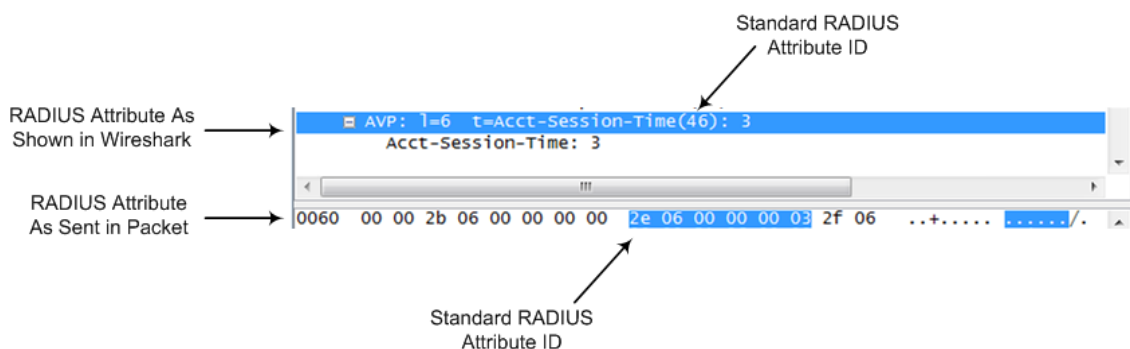 Standard RADIUS
Attribute ID
RADIUS Attribute As
Shown in Wireshark
AVP: l=6 t=Acct-Session-Time(46): 3
Acct-Session-Time: 3
RADIUS Attribute
As Sent in Packet
0060 00 00 2b 06 00 00 00 00 2e 06 00 00 00 03 2f 06 ..+..... ....../.
Standard RADIUS
Attribute ID